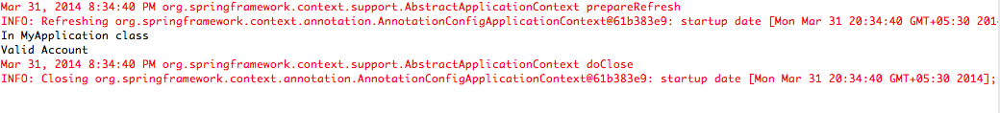 Mar 31, 2014 8:34:40 PM org.springframework.context.support.AbstractApplicationContext prepareRefresh
INFO: Refreshing org.springframework.context.annotation.AnnotationConfigApplicationContext@61b383e9: startup date [Mon Mar 31 20:34:40 GMT+05:30 201
In MyApplication class
Valid Account
Mar 31, 2014 8:34:40 PM org.springframework.context.support.AbstractApplicationContext doClose
INFO: Closing org.springframework.context.annotation.AnnotationConfigApplicationContext@61b383e9: startup date [Mon Mar 31 20:34:40 GMT+05:30 2014];